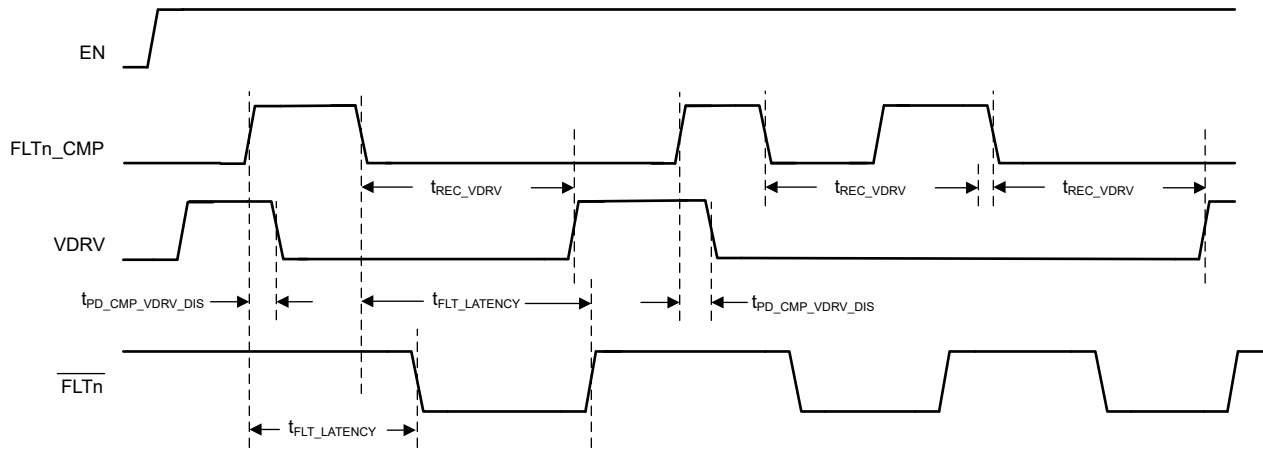 EN
FLTn_CMP
tREC_VDRV
tREC_VDRV
tREC_VDRV
VDRV
tPD_CMP_VDRV_DIS
tFLT_LATENCY
tPD_CMP_VDRV_DIS
FLTn
tFLT_LATENCY